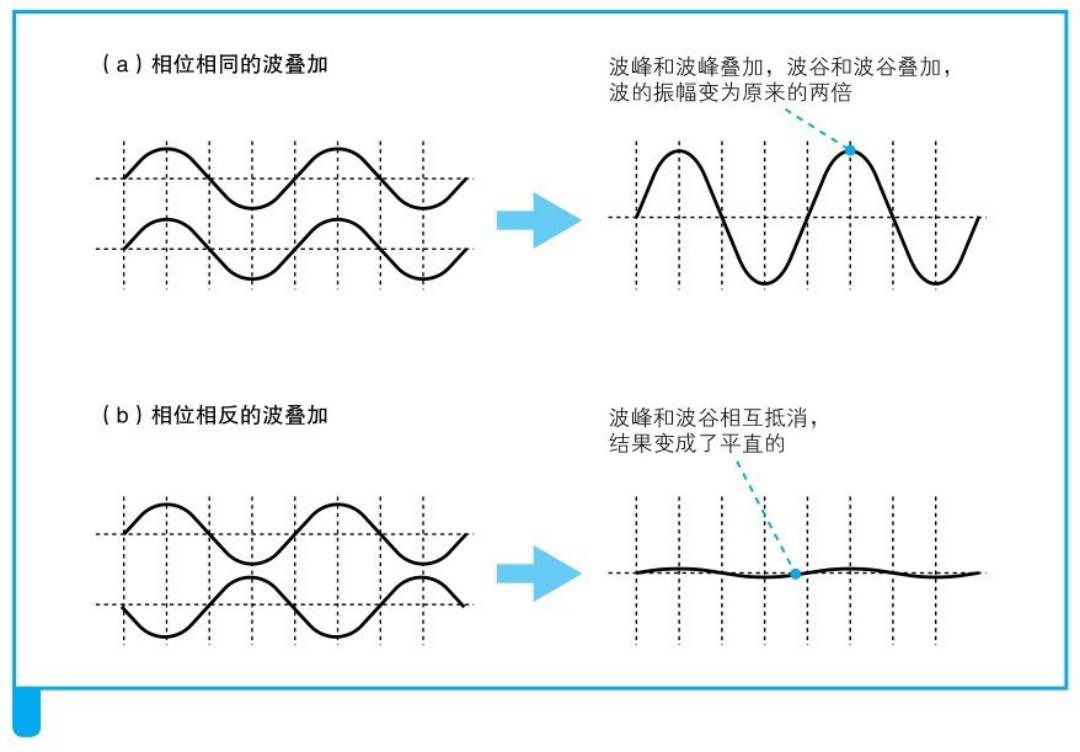 （a）相位相同的波叠加
波峰和波峰叠加，波谷和波谷叠加，
波的振幅变为原来的两倍
（b）相位相反的波叠加
波峰和波谷相互抵消，
结果变成了平直的